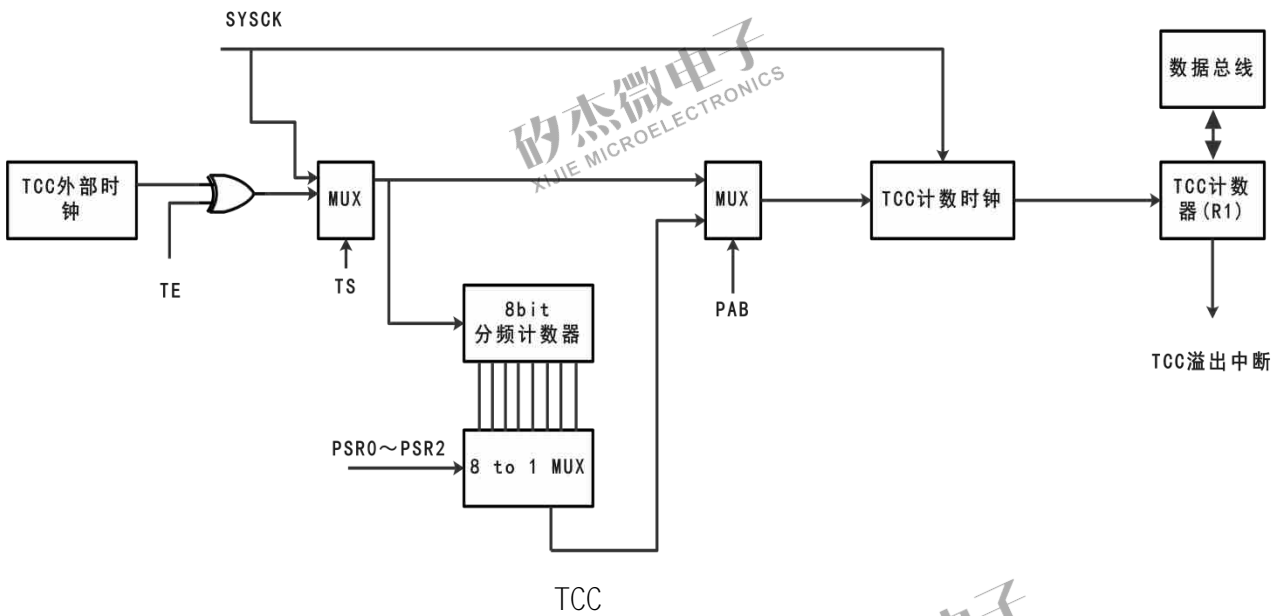 SYSCK
数据总线
矽杰微电子
XIJIE MICROELECTRONICS
TCC外部时
钟
MUX
MUX
TCC计数时钟
TCC计数
器(R1)
TE
TS
PAB
8bit
分频计数器
TCC溢出中断
PSR0～PSR2
8 to 1 MUX
TCC